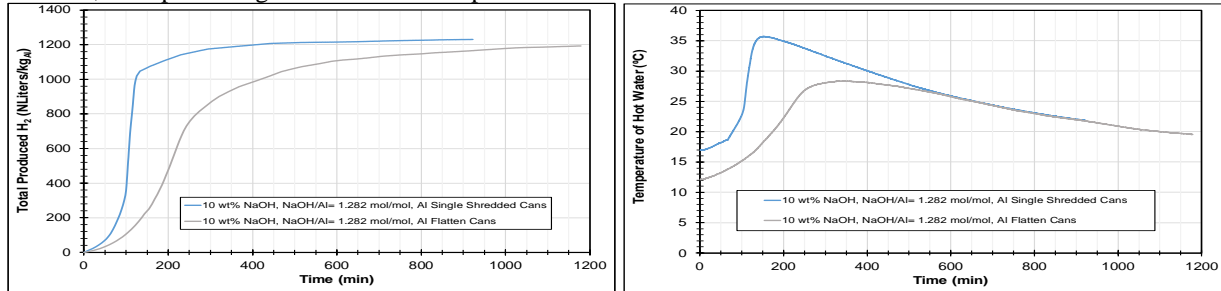 Total Produced H2 (NLiters/kgAl)
1400
1200
1000
800
600
400
200
0
10 wt% NaOH, NaOH/Al= 1.282 mol/mol, Al Single Shredded Cans
10 wt% NaOH, NaOH/Al= 1.282 mol/mol, Al Flatten Cans
0 200 400 600 800 1000 1200
Time (min)
Temperature of Hot Water (ºC)
40
35
30
25
20
15
10
5
0
10 wt% NaOH, NaOH/Al= 1.282 mol/mol, Al Single Shredded Cans
10 wt% NaOH, NaOH/Al= 1.282 mol/mol, Al Flatten Cans
0 200 400 600 800 1000 1200
Time (min)